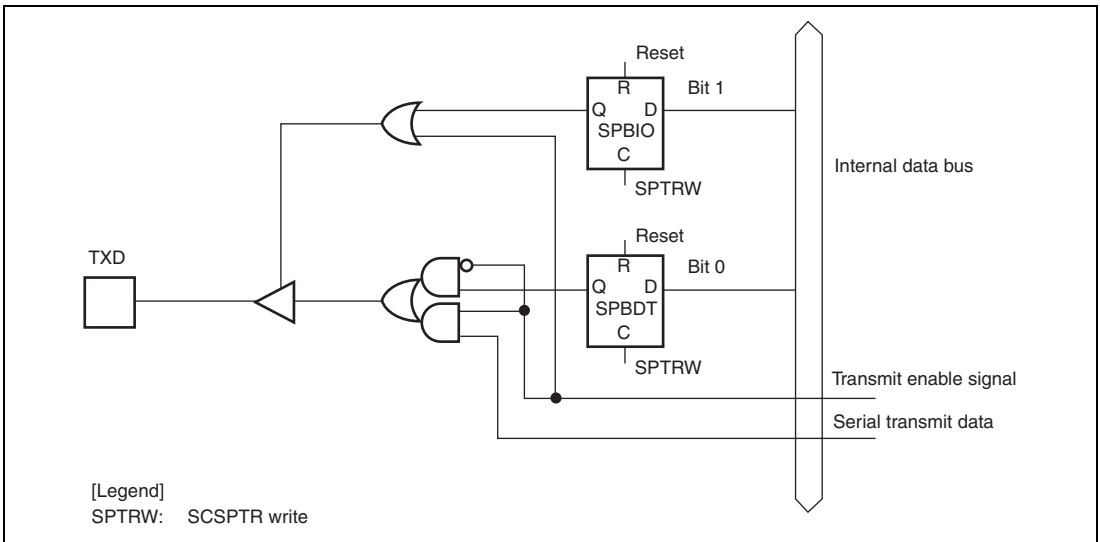 Reset
R
Bit 1
Q
D
SPBIO
C
SPTRW
Internal data bus
Reset
R
Bit 0
Q
D
SPBDT
C
SPTRW
TXD
Transmit enable signal
Serial transmit data
[Legend]
SPTRW: SCSPTR write